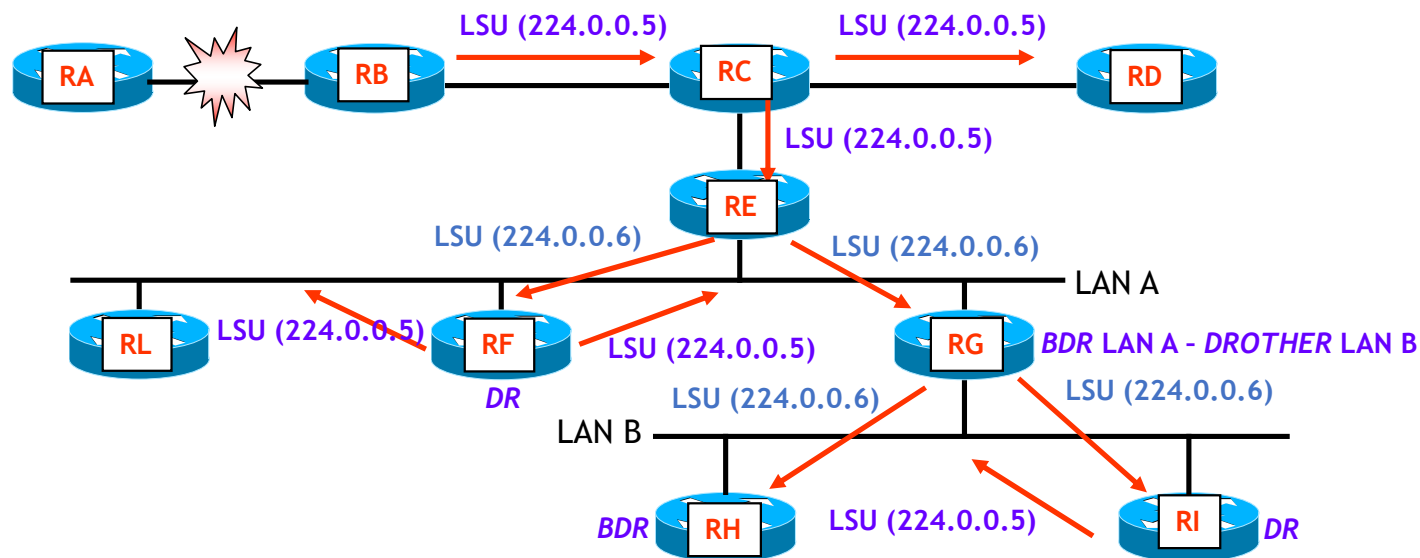 LSU (224.0.0.5)
LSU (224.0.0.5)
RA
RB
RC
RD
LSU (224.0.0.5)
RE
LSU (224.0.0.6)
LSU (224.0.0.6)
LAN A
RL
LSU (224.0.0.5)
RF
LSU (224.0.0.5)
RG
BDR LAN A - DROTHER LAN B
DR
LSU (224.0.0.6)
LSU (224.0.0.6)
LAN B
BDR
RH
LSU (224.0.0.5)
RI
DR